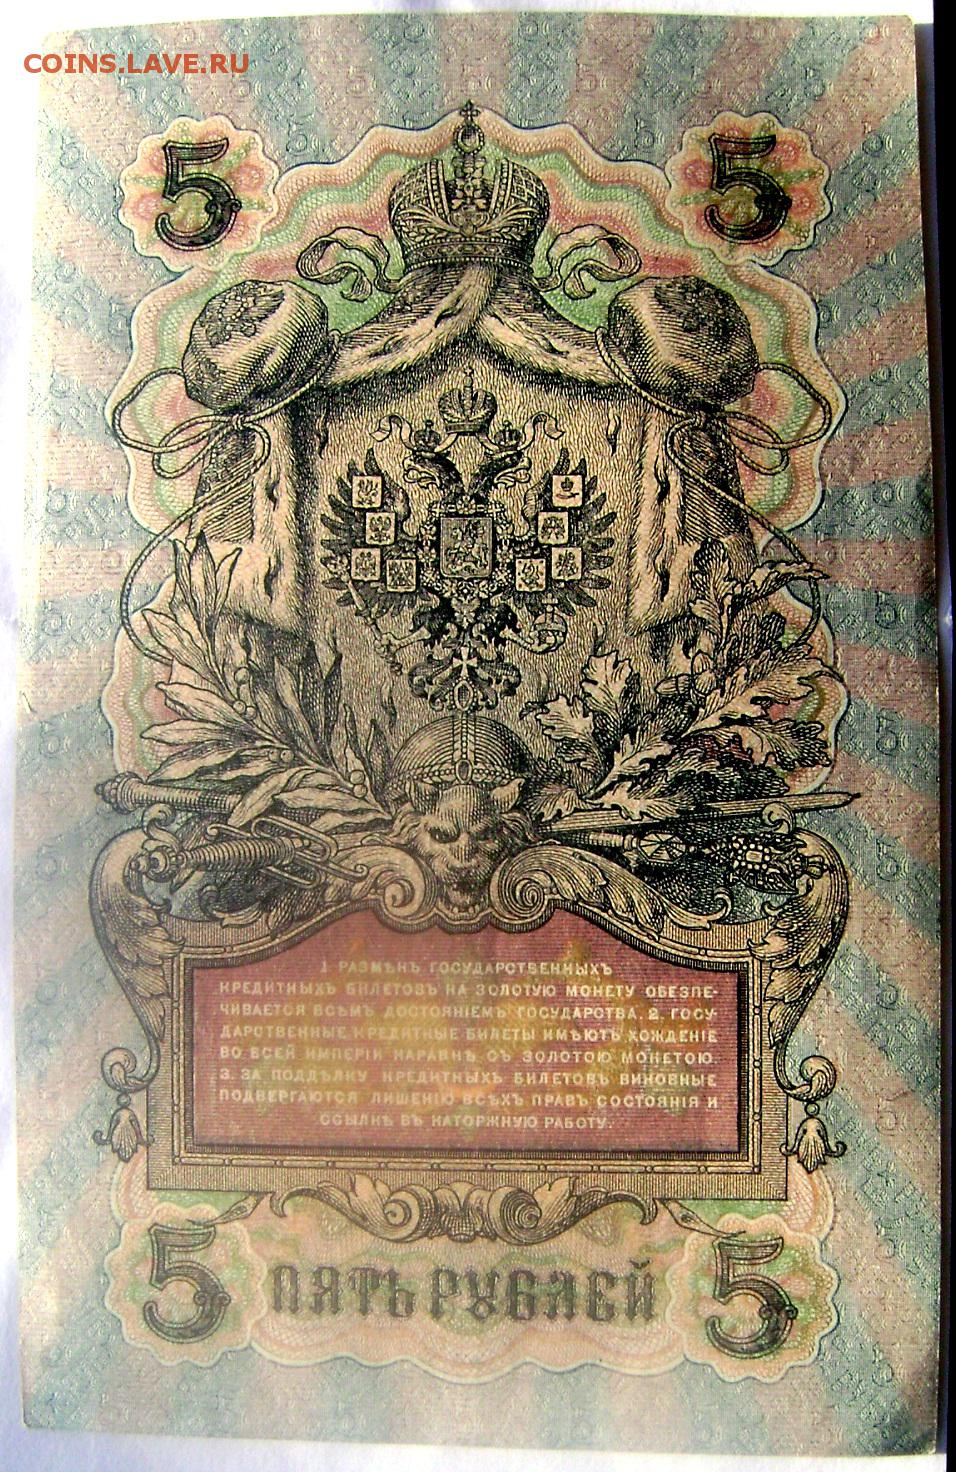 COINS.LAVE.RU
5 5
1 РАЗМѢНЪ ГОСУДАРСТВЕННЫХЪ
КРЕДИТНЫХЪ БИЛЕТОВЪ НА ЗОЛОТУЮ МОНЕТУ ОБЕЗПЕ-
ЧИВАЕТСЯ ВСѢМЪ ДОСТОЯНІЕМЪ ГОСУДАРСТВА. 2. ГОСУ-
ДАРСТВЕННЫЕ КРЕДИТНЫЕ БИЛЕТЫ ИМѢЮТЪ ХОЖДЕНІЕ
ВО ВСЕЙ ИМПЕРІИ НАРАВНѢ СЪ ЗОЛОТОЮ МОНЕТОЮ.
3. ЗА ПОДДѢЛКУ КРЕДИТНЫХЪ БИЛЕТОВЪ ВИНОВНЫЕ
ПОДВЕРГАЮТСЯ ЛИШЕНІЮ ВСѢХЪ ПРАВЪ СОСТОЯНІЯ И
ССЫЛКѢ ВЪ КАТОРЖНУЮ РАБОТУ.
5 ПЯТЬ РУБЛЕЙ 5